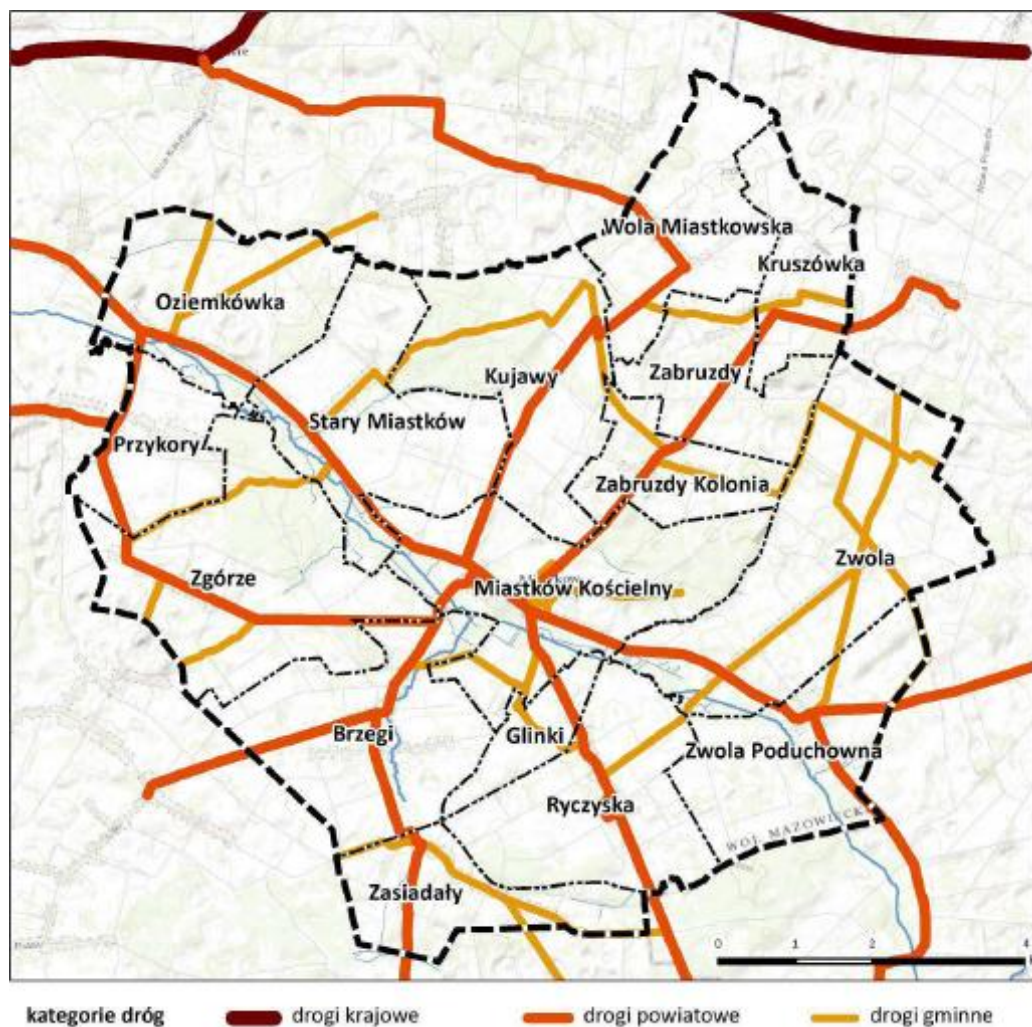 Wola Miastkowska
Kruszówka
Oziemkówka
Kujawy
Zabruzdy
Stary Miastków
Przykory
Zabruzdy Kolonia
Zwola
Zgórze
Miastków Kościelny
Brzegi
Glinki
Zwola Poduchowna
Ryczyska
WOJ. MAZOWIECK
Zasiadały
0 1 2 4
kategorie dróg drogi krajowe drogi powiatowe drogi gminne